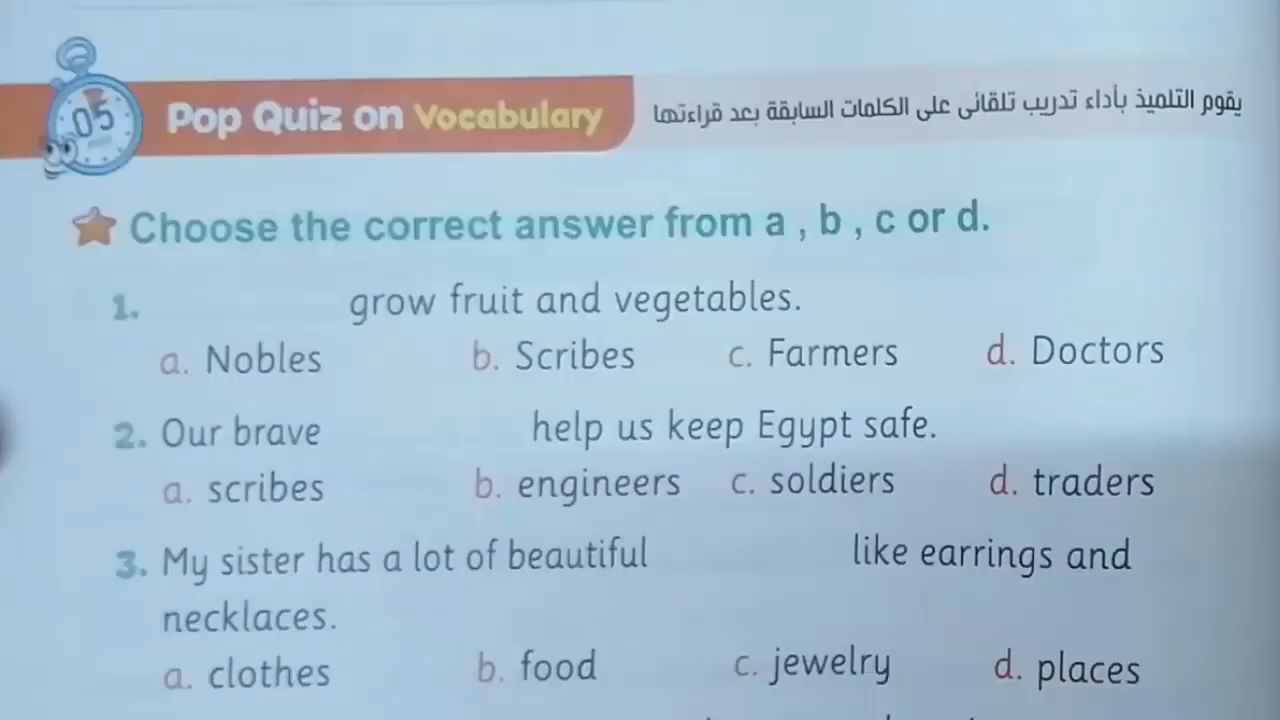 05
Pop Quiz on Vocabulary
يقوم التلميذ بأداء تدريب تلقائى على الكلمات السابقة بعد قراءتها
Choose the correct answer from a , b , c or d.
1. grow fruit and vegetables.
a. Nobles b. Scribes c. Farmers d. Doctors
2. Our brave help us keep Egypt safe.
a. scribes b. engineers c. soldiers d. traders
3. My sister has a lot of beautiful like earrings and
necklaces.
a. clothes b. food c. jewelry d. places